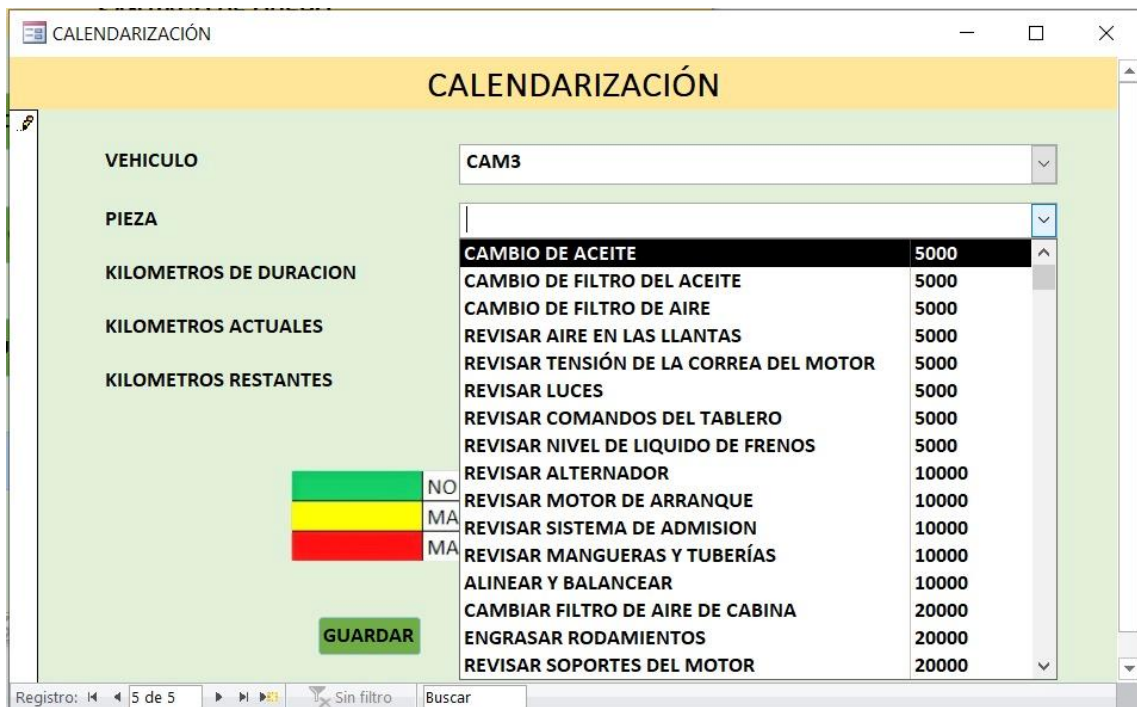 CALENDARIZACIÓN
CALENDARIZACIÓN
VEHICULO
CAM3
PIEZA
KILOMETROS DE DURACION
KILOMETROS ACTUALES
KILOMETROS RESTANTES
CAMBIO DE ACEITE 5000
CAMBIO DE FILTRO DEL ACEITE 5000
CAMBIO DE FILTRO DE AIRE 5000
REVISAR AIRE EN LAS LLANTAS 5000
REVISAR TENSIÓN DE LA CORREA DEL MOTOR 5000
REVISAR LUCES 5000
REVISAR COMANDOS DEL TABLERO 5000
REVISAR NIVEL DE LIQUIDO DE FRENOS 5000
REVISAR ALTERNADOR 10000
REVISAR MOTOR DE ARRANQUE 10000
REVISAR SISTEMA DE ADMISION 10000
REVISAR MANGUERAS Y TUBERÍAS 10000
ALINEAR Y BALANCEAR 10000
CAMBIAR FILTRO DE AIRE DE CABINA 20000
ENGRASAR RODAMIENTOS 20000
REVISAR SOPORTES DEL MOTOR 20000
NO
MA
MA
GUARDAR
Registro: 5 de 5 Sin filtro Buscar